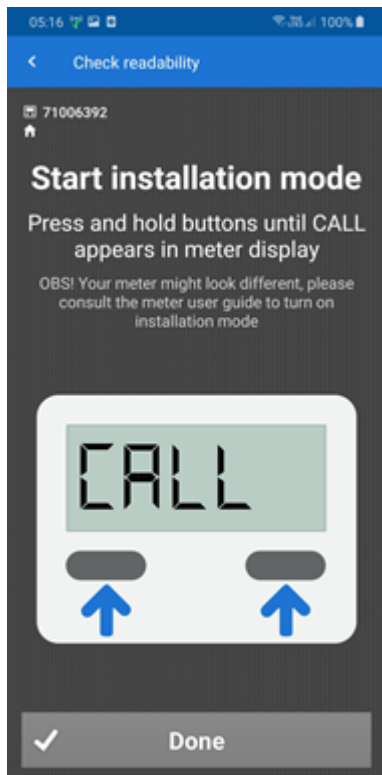 05:16 100%
Check readability
71006392
Start installation mode
Press and hold buttons until CALL
appears in meter display
OBS! Your meter might look different, please
consult the meter user guide to turn on
installation mode
CALL
Done